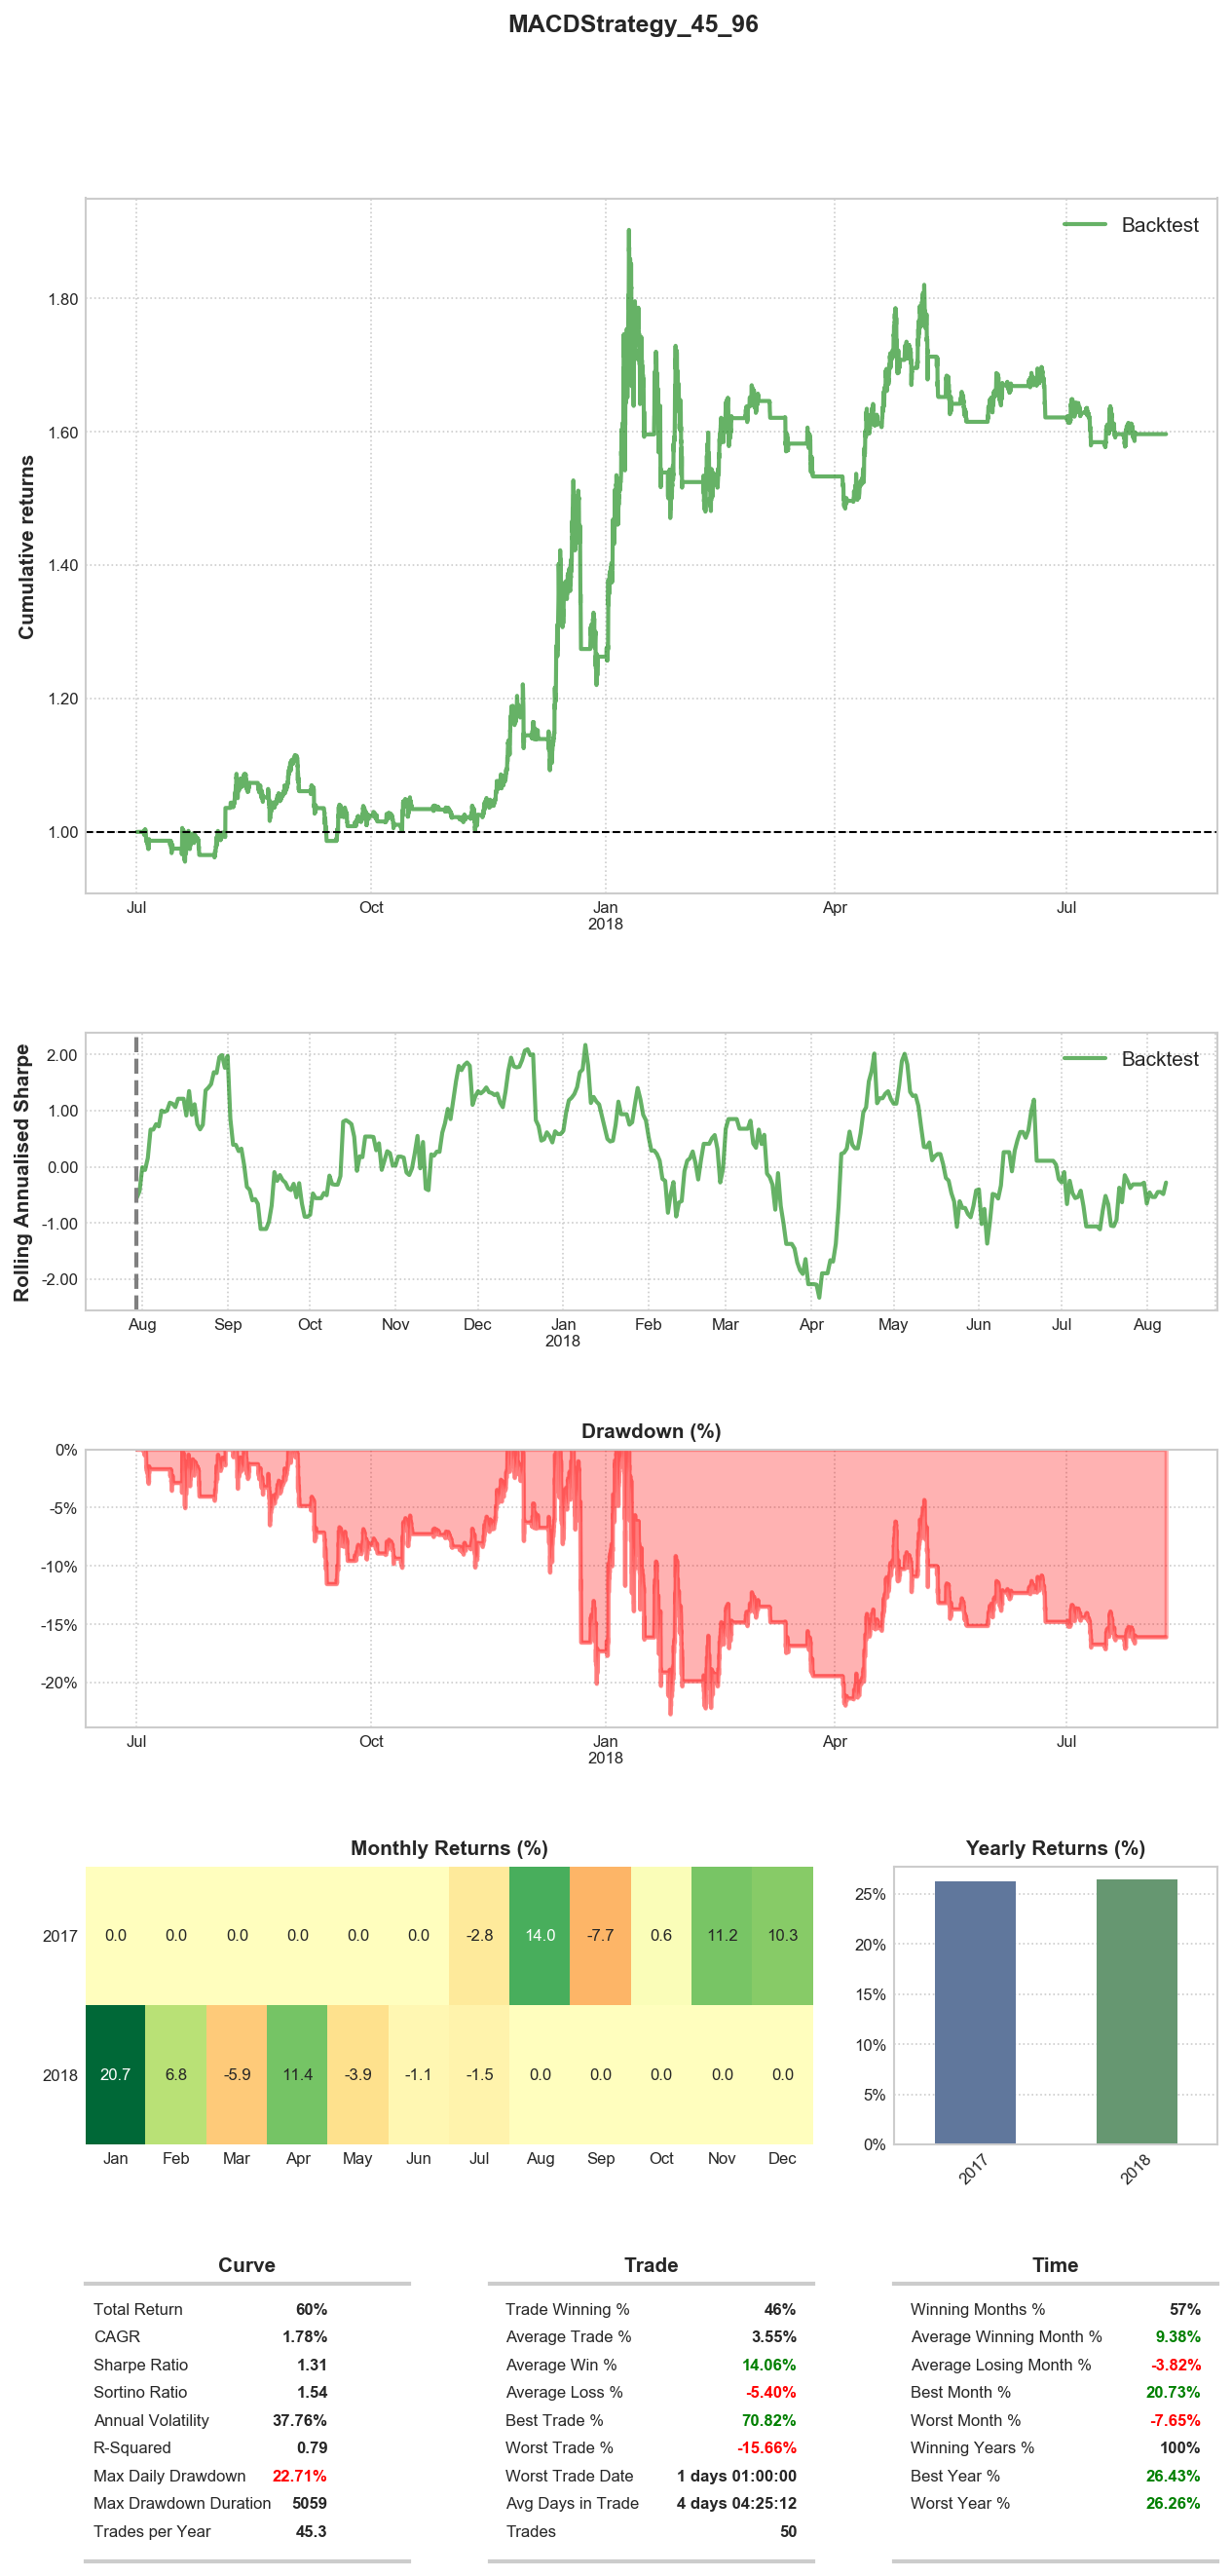 MACDStrategy_45_96
Backtest
Cumulative returns
1.80
1.60
1.40
1.20
1.00
Jul Oct Jan Apr Jul
2018
Backtest
Rolling Annualised Sharpe
2.00
1.00
0.00
-1.00
-2.00
Aug Sep Oct Nov Dec Jan Feb Mar Apr May Jun Jul Aug
2018
Drawdown (%)
0%
-5%
-10%
-15%
-20%
Jul Oct Jan Apr Jul
2018
Monthly Returns (%)
2017 0.0 0.0 0.0 0.0 0.0 0.0 -2.8 14.0 -7.7 0.6 11.2 10.3
2018 20.7 6.8 -5.9 11.4 -3.9 -1.1 -1.5 0.0 0.0 0.0 0.0 0.0
Jan Feb Mar Apr May Jun Jul Aug Sep Oct Nov Dec
Yearly Returns (%)
25%
20%
15%
10%
5%
0%
2017 2018
Curve
Total Return 60%
CAGR 1.78%
Sharpe Ratio 1.31
Sortino Ratio 1.54
Annual Volatility 37.76%
R-Squared 0.79
Max Daily Drawdown 22.71%
Max Drawdown Duration 5059
Trades per Year 45.3
Trade
Trade Winning % 46%
Average Trade % 3.55%
Average Win % 14.06%
Average Loss % -5.40%
Best Trade % 70.82%
Worst Trade % -15.66%
Worst Trade Date 1 days 01:00:00
Avg Days in Trade 4 days 04:25:12
Trades 50
Time
Winning Months % 57%
Average Winning Month % 9.38%
Average Losing Month % -3.82%
Best Month % 20.73%
Worst Month % -7.65%
Winning Years % 100%
Best Year % 26.43%
Worst Year % 26.26%